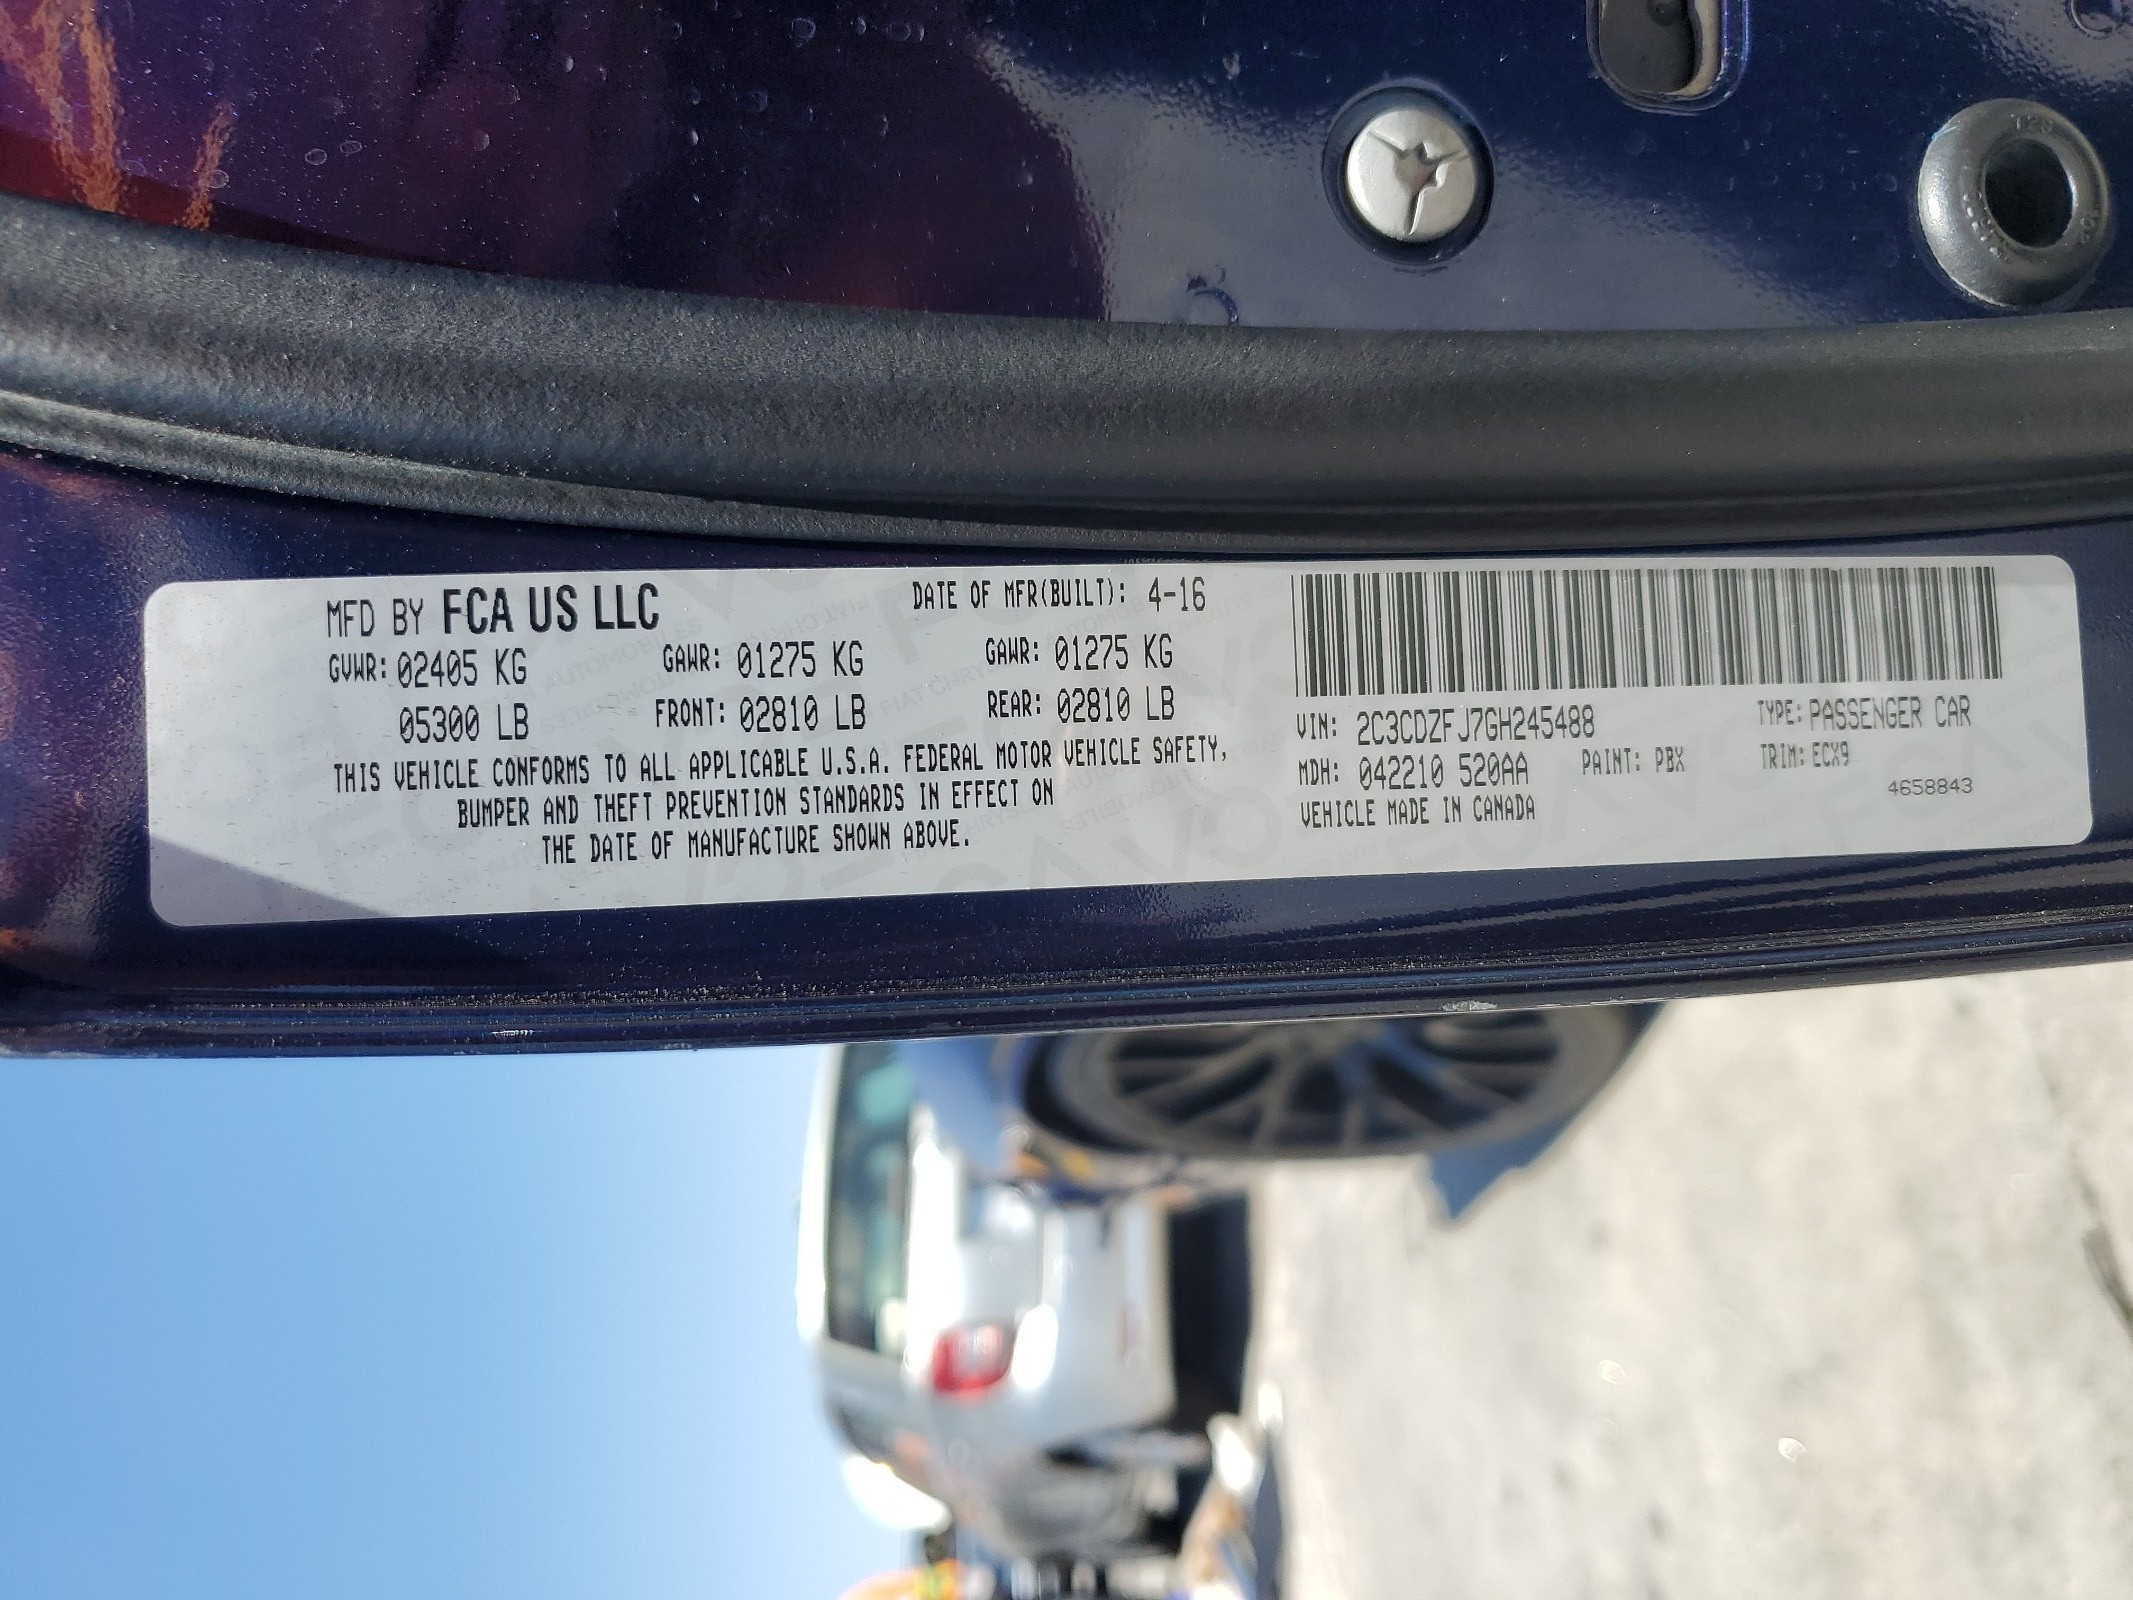 MFD BY FCA US LLC DATE OF MFR(BUILT): 4-16
GVWR: 02405 KG GAWR: 01275 KG GAWR: 01275 KG
05300 LB FRONT: 02810 LB REAR: 02810 LB
THIS VEHICLE CONFORMS TO ALL APPLICABLE U.S.A. FEDERAL MOTOR VEHICLE SAFETY,
BUMPER AND THEFT PREVENTION STANDARDS IN EFFECT ON
THE DATE OF MANUFACTURE SHOWN ABOVE.
VIN: 2C3CDZFJ7GH245488 TYPE: PASSENGER CAR
MDH: 042210 520AA PAINT: PBX TRIM: ECX9
VEHICLE MADE IN CANADA 4658843